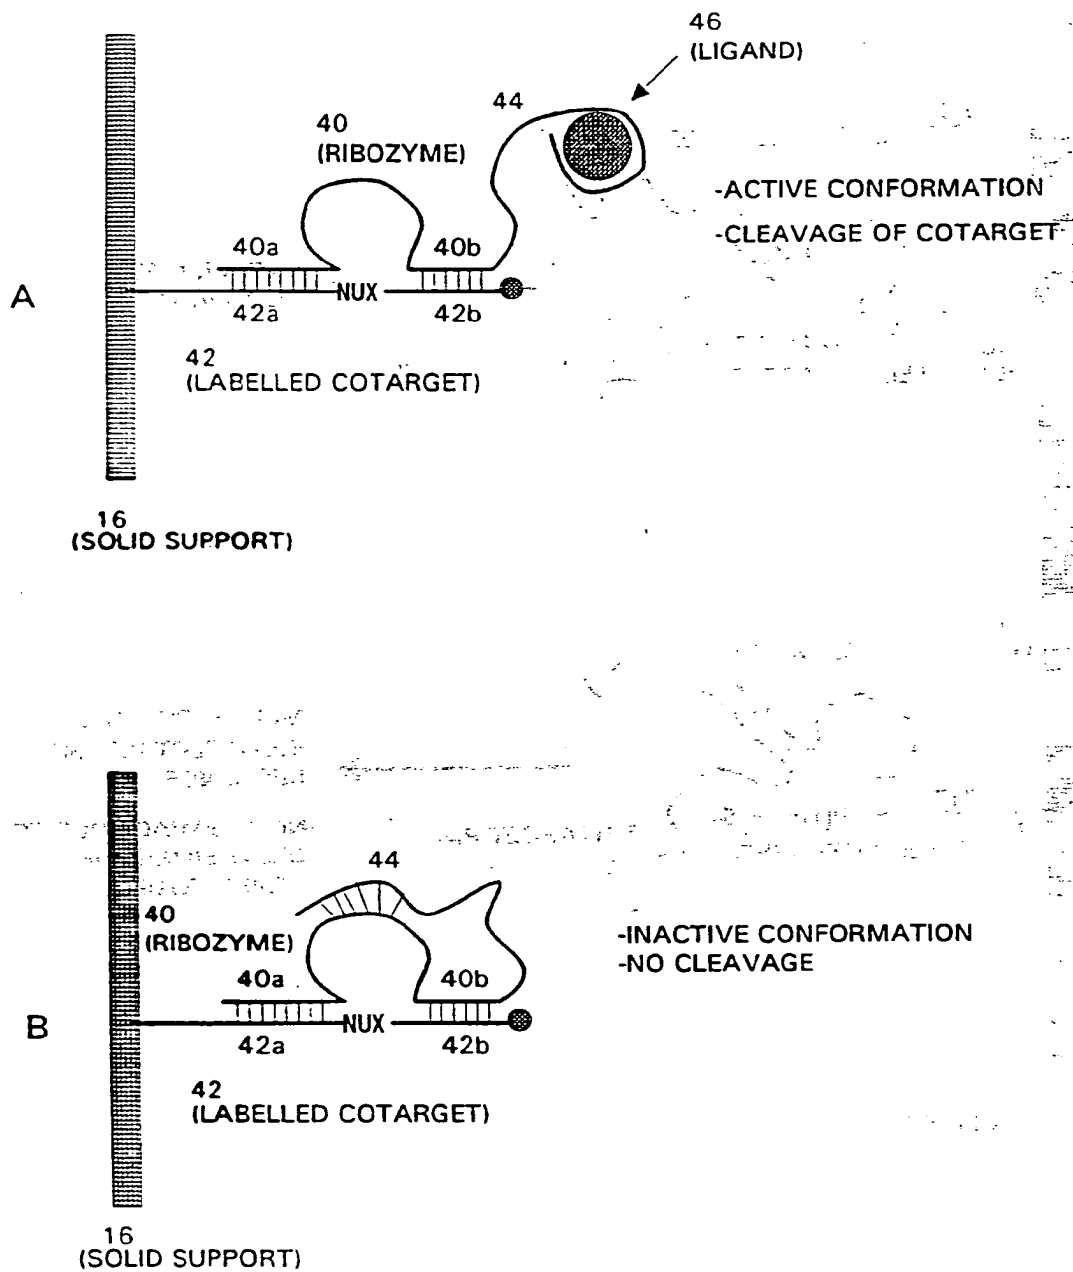 46
(LIGAND)
44
40
(RIBOZYME)
-ACTIVE CONFORMATION
-CLEAVAGE OF COTARGET
40a
40b
A
NUX
42a
42b
42
(LABELLED COTARGET)
16
(SOLID SUPPORT)
44
40
(RIBOZYME)
-INACTIVE CONFORMATION
-NO CLEAVAGE
40a
40b
B
NUX
42a
42b
42
(LABELLED COTARGET)
16
(SOLID SUPPORT)